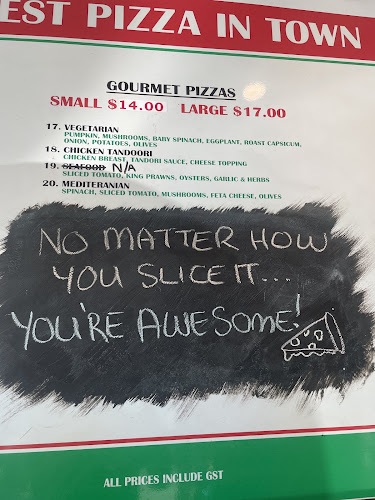 EST PIZZA IN TOWN
GOURMET PIZZAS
SMALL $14.00 LARGE $17.00
17. VEGETARIAN
PUMPKIN, MUSHROOMS, BABY SPINACH, EGGPLANT, ROAST CAPSICUM,
ONION, POTATOES, OLIVES
18. CHICKEN TANDOORI
CHICKEN BREAST, TANDORI SAUCE, CHEESE TOPPING
19. SEAFOOD N/A
SLICED TOMATO, KING PRAWNS, OYSTERS, GARLIC & HERBS
20. MEDITERANIAN
SPINACH, SLICED TOMATO, MUSHROOMS, FETA CHEESE, OLIVES
NO MATTER HOW
YOU SLICE IT...
YOU'RE AWESOME!
ALL PRICES INCLUDE GST